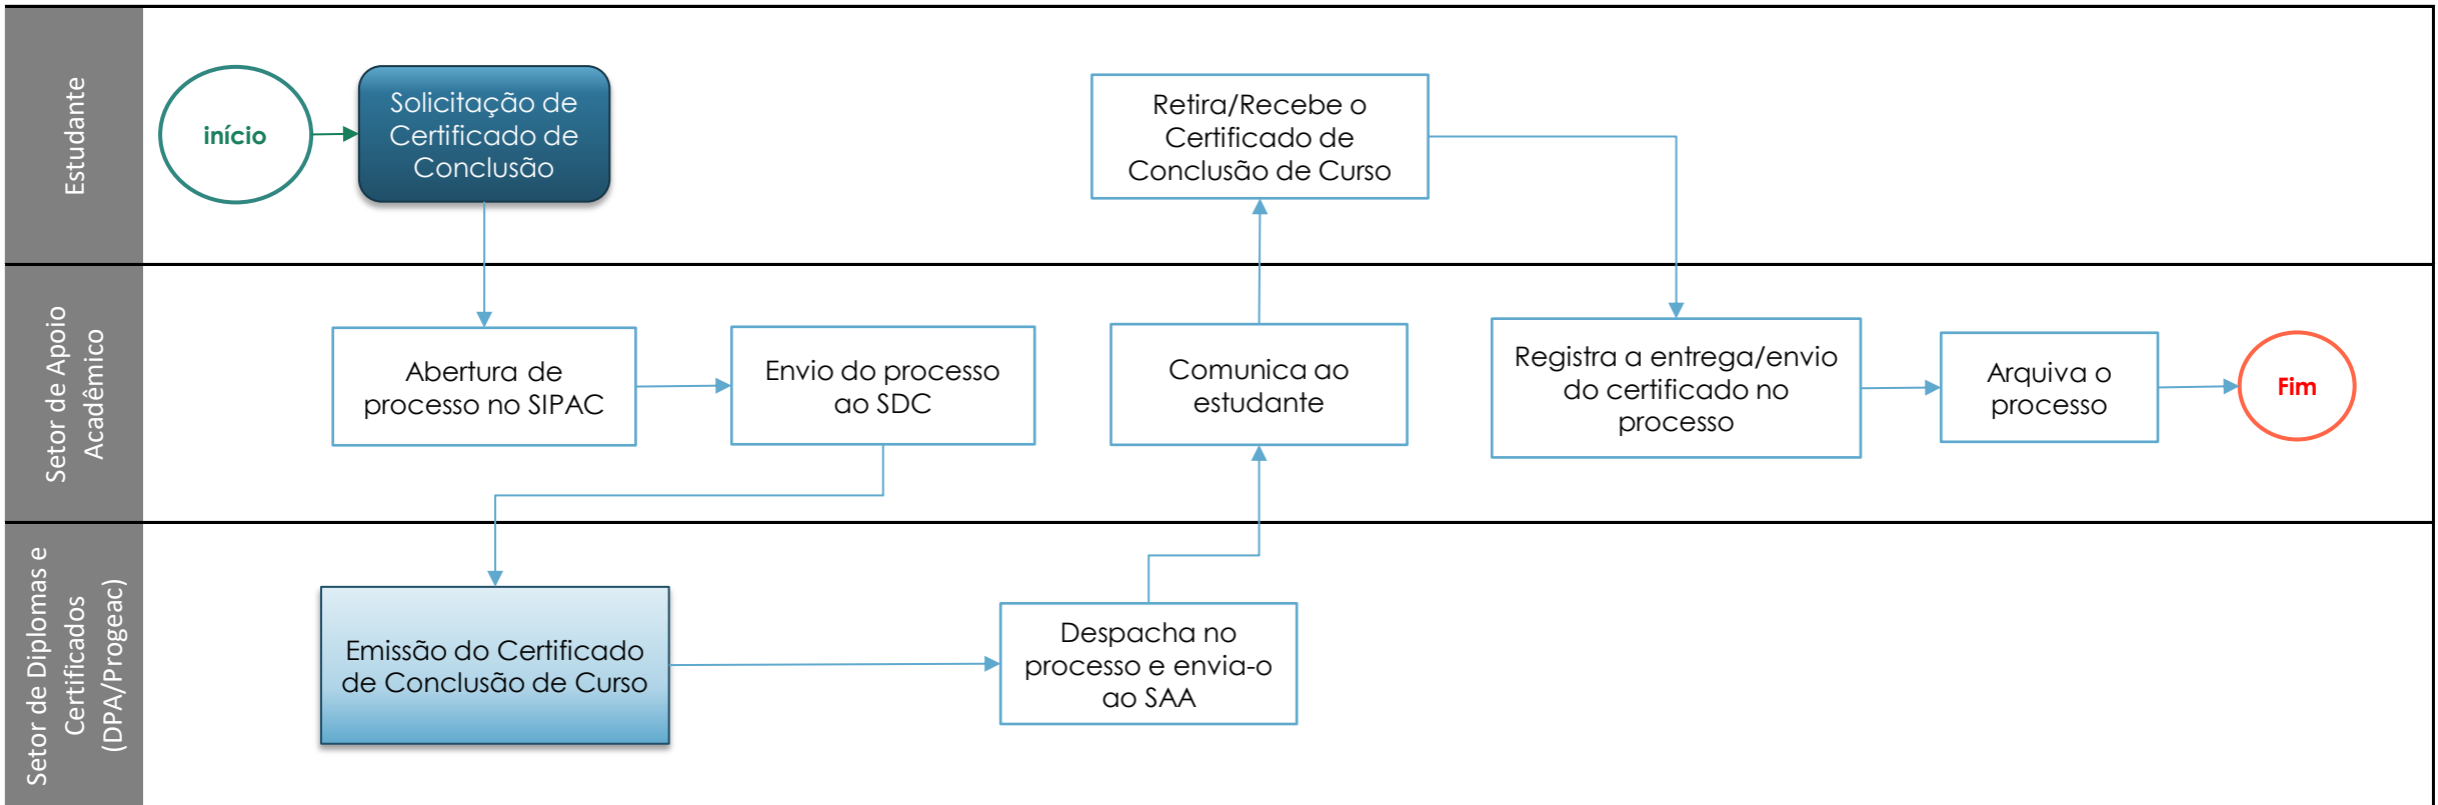 Estudante
início
Solicitação de
Certificado de
Conclusão
Retira/Recebe o
Certificado de
Conclusão de Curso
Setor de Apoio
Acadêmico
Abertura de
processo no SIPAC
Envio do processo
ao SDC
Comunica ao
estudante
Registra a entrega/envio
do certificado no
processo
Arquiva o
processo
Fim
Setor de Diplomas e
Certificados
(DPA/Progeac)
Emissão do Certificado
de Conclusão de Curso
Despacha no
processo e envia-o
ao SAA